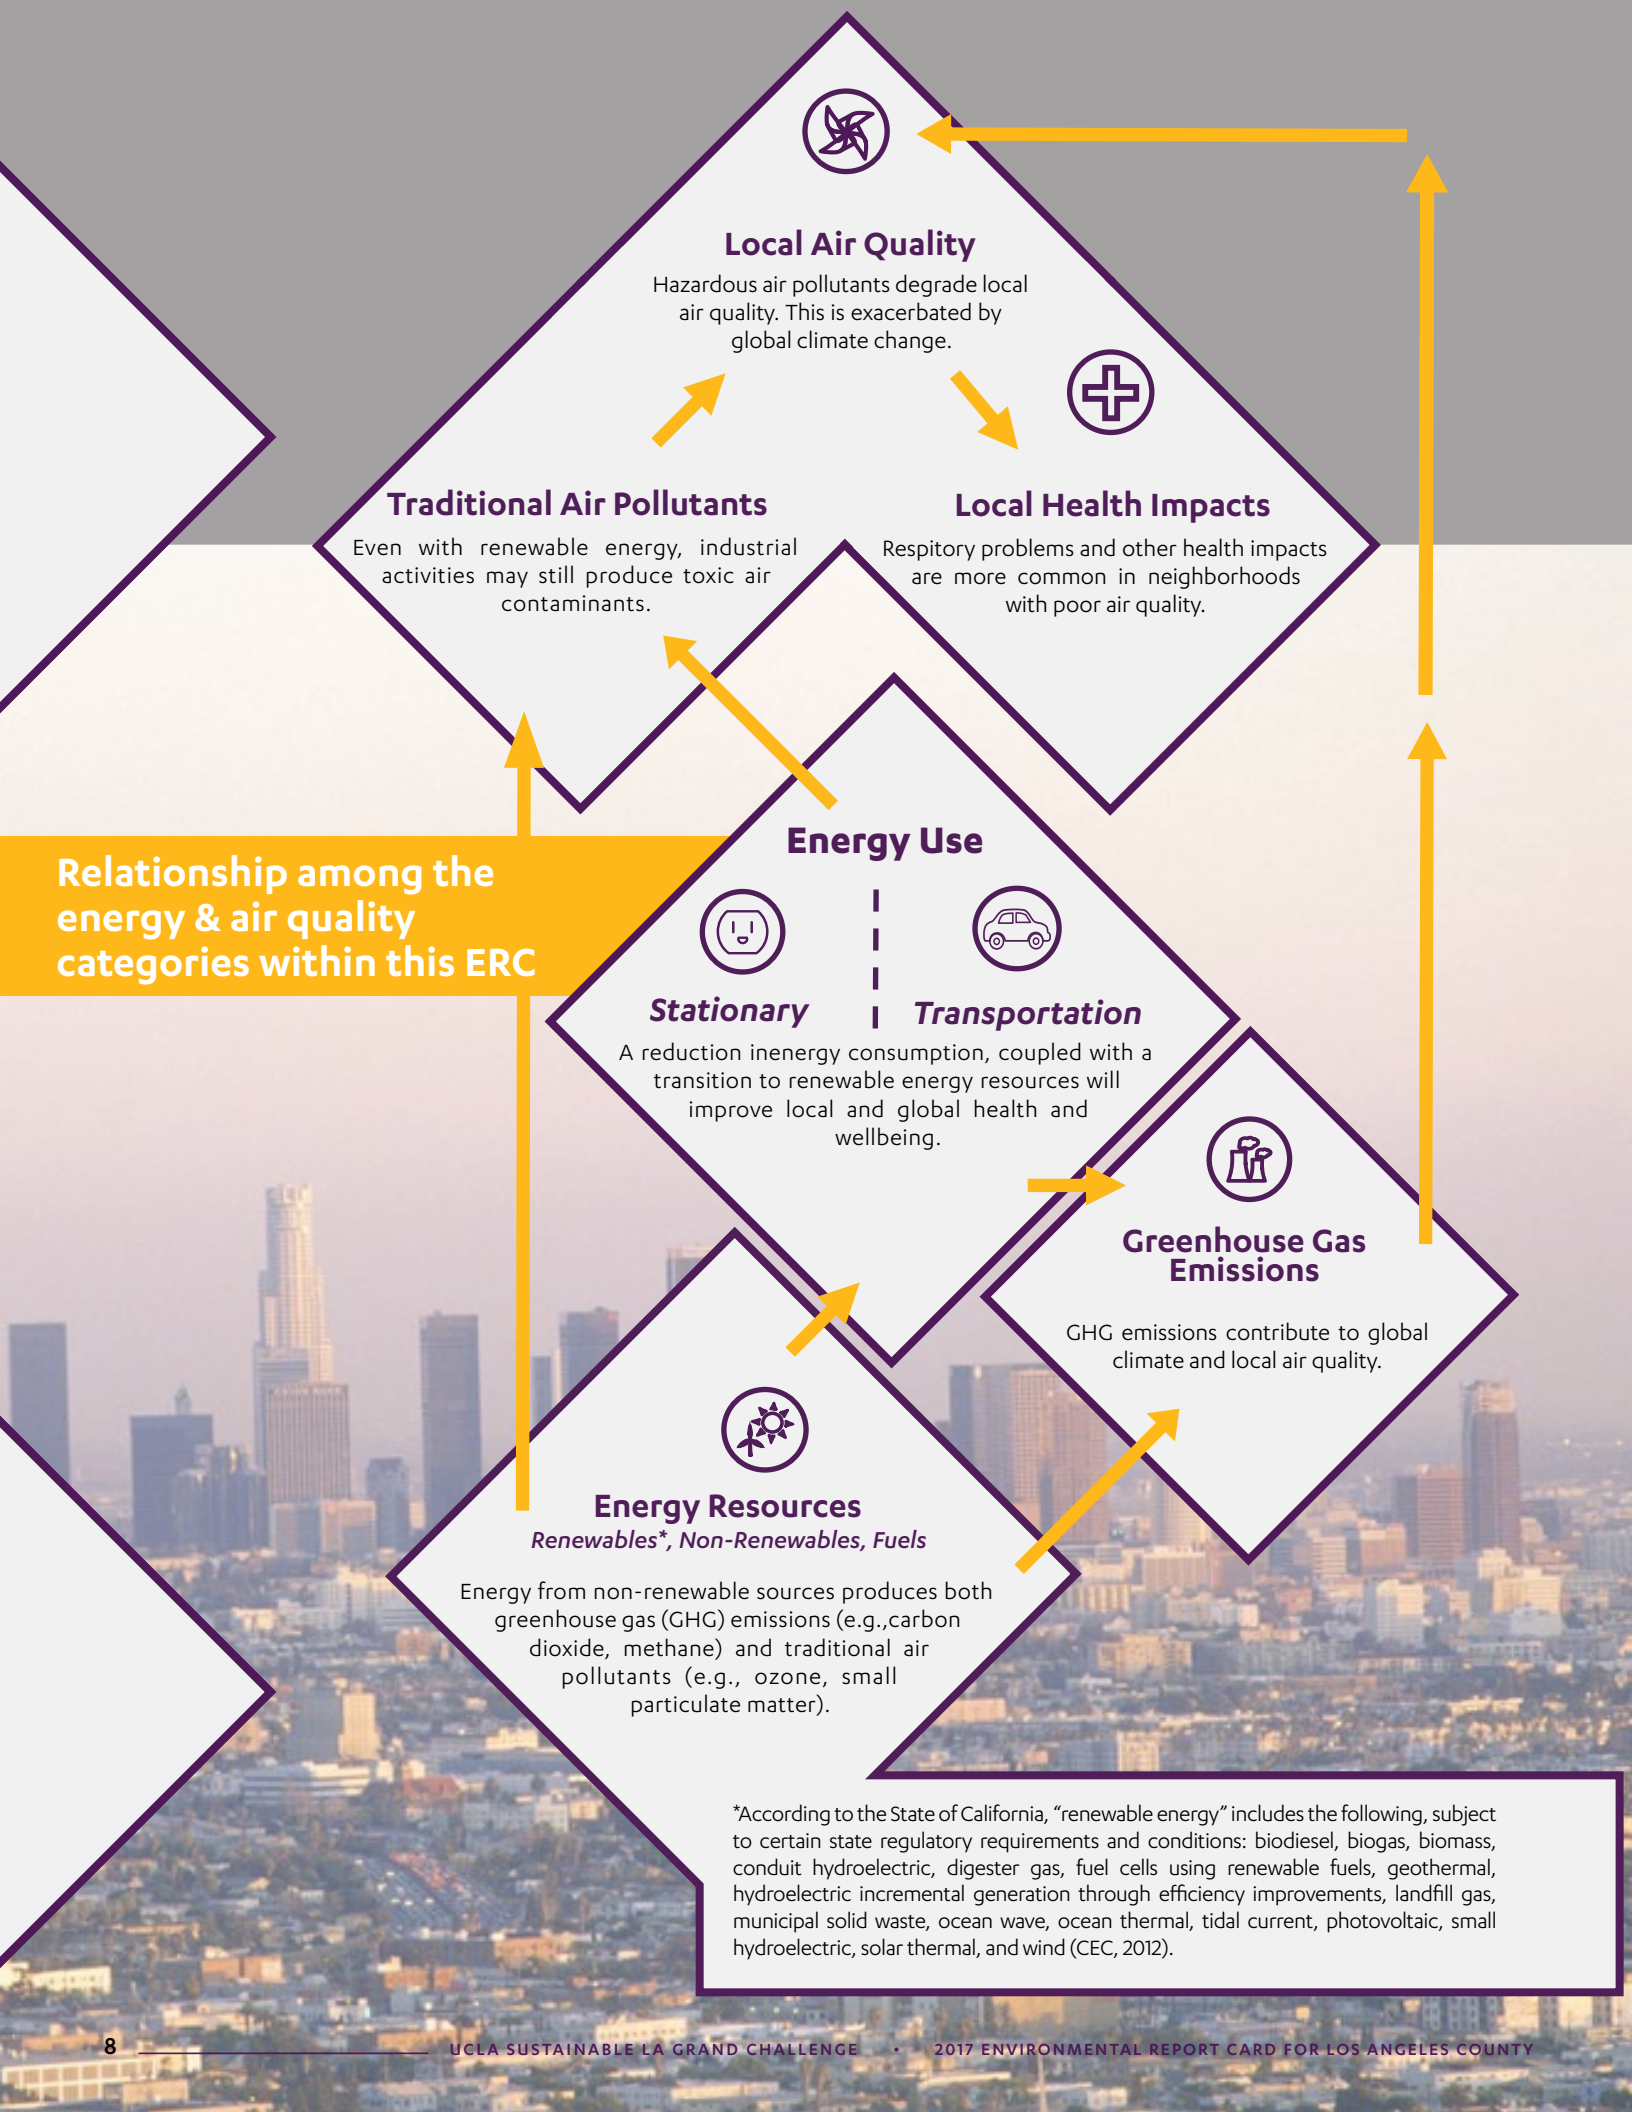 Local Air Quality
Hazardous air pollutants degrade local
air quality. This is exacerbated by
global climate change.
Traditional Air Pollutants
Even with renewable energy, industrial
activities may still produce toxic air
contaminants.
Local Health Impacts
Respitory problems and other health impacts
are more common in neighborhoods
with poor air quality.
Relationship among the
energy & air quality
categories within this ERC
Energy Use
Stationary
Transportation
A reduction inenergy consumption, coupled with a
transition to renewable energy resources will
improve local and global health and
wellbeing.
Greenhouse Gas
Emissions
GHG emissions contribute to global
climate and local air quality.
Energy Resources
Renewables*, Non-Renewables, Fuels
Energy from non-renewable sources produces both
greenhouse gas (GHG) emissions (e.g.,carbon
dioxide, methane) and traditional air
pollutants (e.g., ozone, small
particulate matter).
*According to the State of California, “renewable energy” includes the following, subject
to certain state regulatory requirements and conditions: biodiesel, biogas, biomass,
conduit hydroelectric, digester gas, fuel cells using renewable fuels, geothermal,
hydroelectric incremental generation through efficiency improvements, landfill gas,
municipal solid waste, ocean wave, ocean thermal, tidal current, photovoltaic, small
hydroelectric, solar thermal, and wind (CEC, 2012).
8 UCLA SUSTAINABLE LA GRAND CHALLENGE • 2017 ENVIRONMENTAL REPORT CARD FOR LOS ANGELES COUNTY